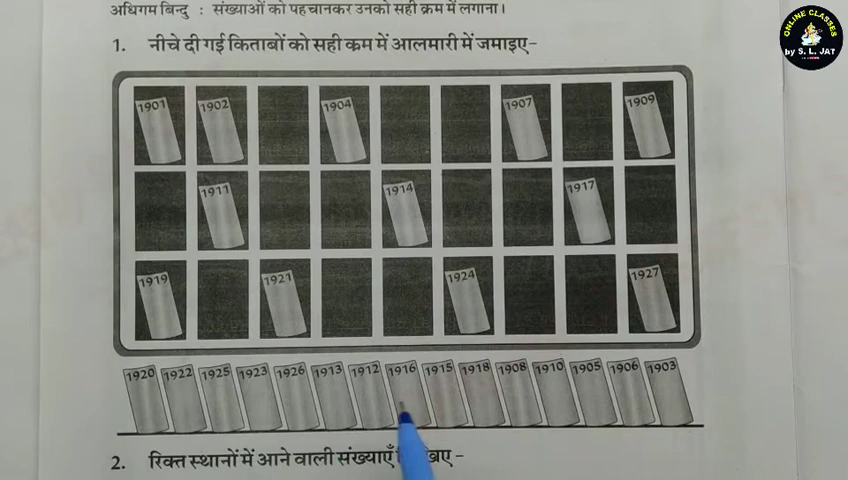 अधिगम बिन्दु : संख्याओं को पहचानकर उनको सही क्रम में लगाना।
ONLINE CLASSES
by S. L. JAT
1. नीचे दी गई किताबों को सही क्रम में आलमारी में जमाइए-
1901 1902 1904 1907 1909
1911 1914 1917
1919 1921 1924 1927
1920 1922 1925 1923 1926 1913 1912 1916 1915 1918 1908 1910 1905 1906 1903
2. रिक्त स्थानों में आने वाली संख्याएँ